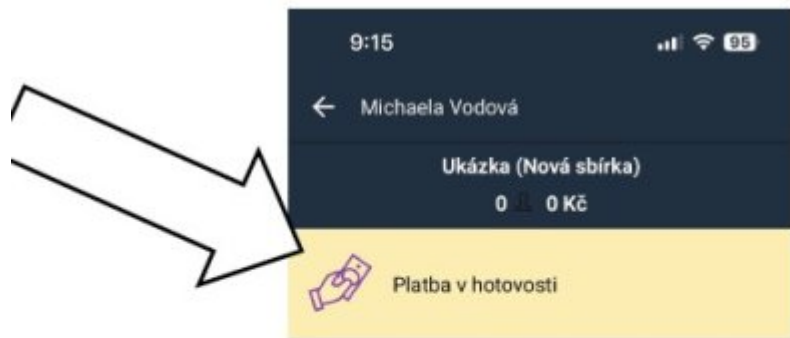 9:15
95
Michaela Vodová
Ukázka (Nová sbírka)
0 0 Kč
Platba v hotovosti